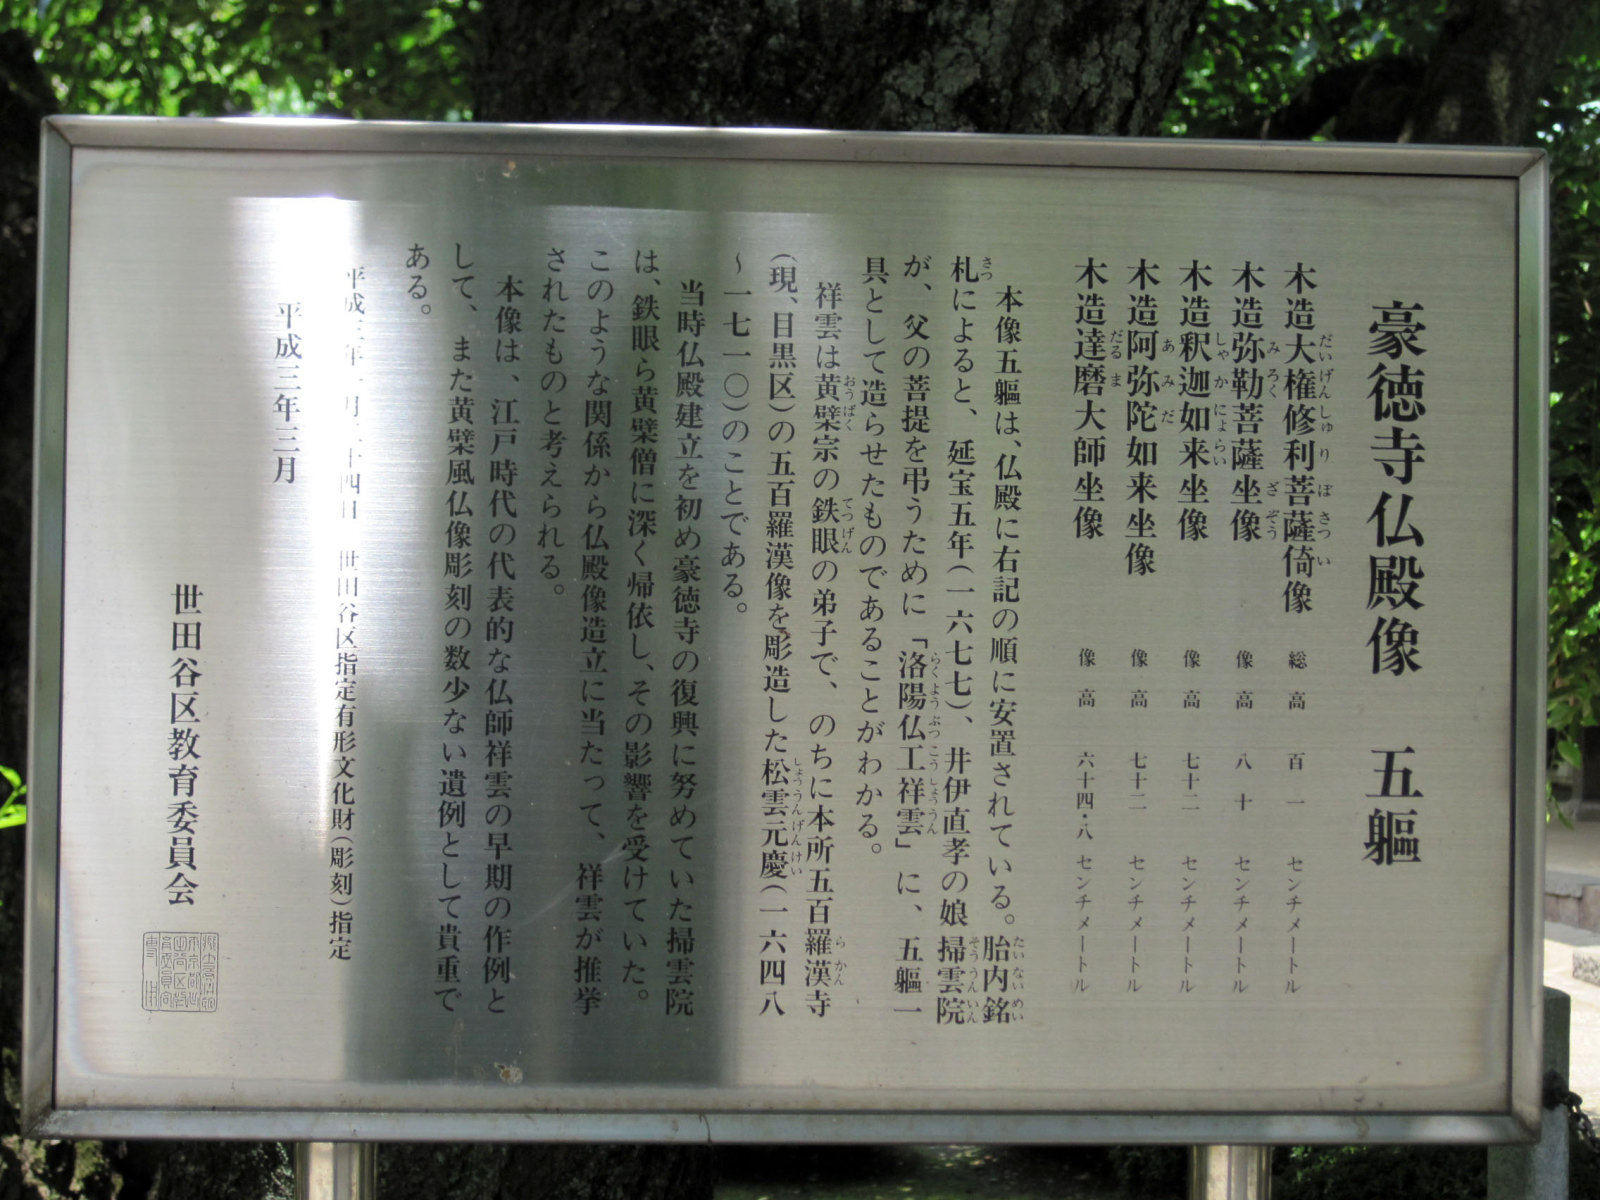 豪徳寺仏殿像　五軀
木造大権修利菩薩倚像　総高　百一　センチメートル
木造弥勒菩薩坐像　像高　八十　センチメートル
木造釈迦如来坐像　像高　七十二　センチメートル
木造阿弥陀如来坐像　像高　七十二　センチメートル
木造達磨大師坐像　像高　六十四・八　センチメートル
本像五軀は、仏殿に右記の順に安置されている。胎内銘
札によると、延宝五年(一六七七)、井伊直孝の娘　掃雲院
が、父の菩提を弔うために「洛陽仏工祥雲」に、五軀一
具として造らせたものであることがわかる。
祥雲は黄檗宗の鉄眼の弟子で、のちに本所五百羅漢寺
(現、目黒区)の五百羅漢像を彫造した松雲元慶(一六四八
～一七一〇)のことである。
当時仏殿建立を初め豪徳寺の復興に努めていた掃雲院
は、鉄眼ら黄檗僧に深く帰依し、その影響を受けていた。
このような関係から仏殿像造立に当たって、祥雲が推挙
されたものと考えられる。
本像は、江戸時代の代表的な仏師祥雲の早期の作例と
して、また黄檗風仏像彫刻の数少ない遺例として貴重で
ある。
平成　年　月二十四日　世田谷区指定有形文化財(彫刻)指定
平成三年三月
世田谷区教育委員会